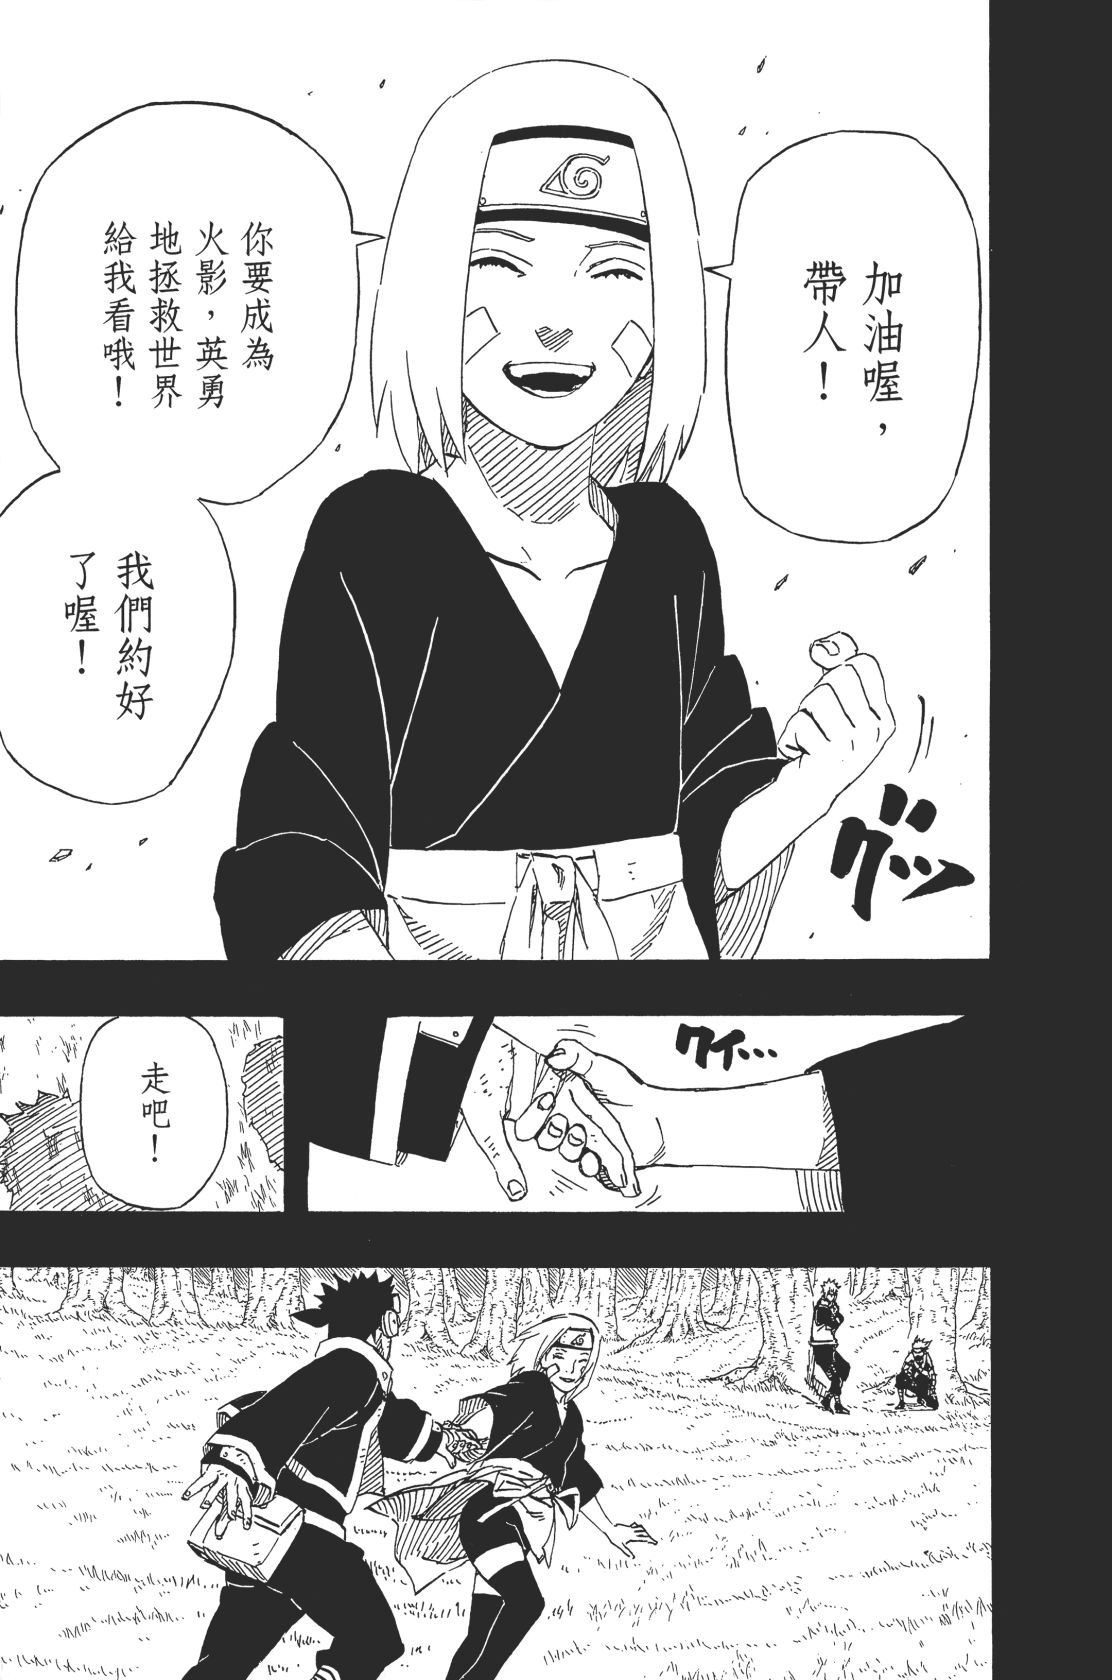 加油喔，
帶人！
你要成為
火影，英勇
地拯救世界
給我看哦！
我們約好
了喔！
グッ
クイ…
走吧！